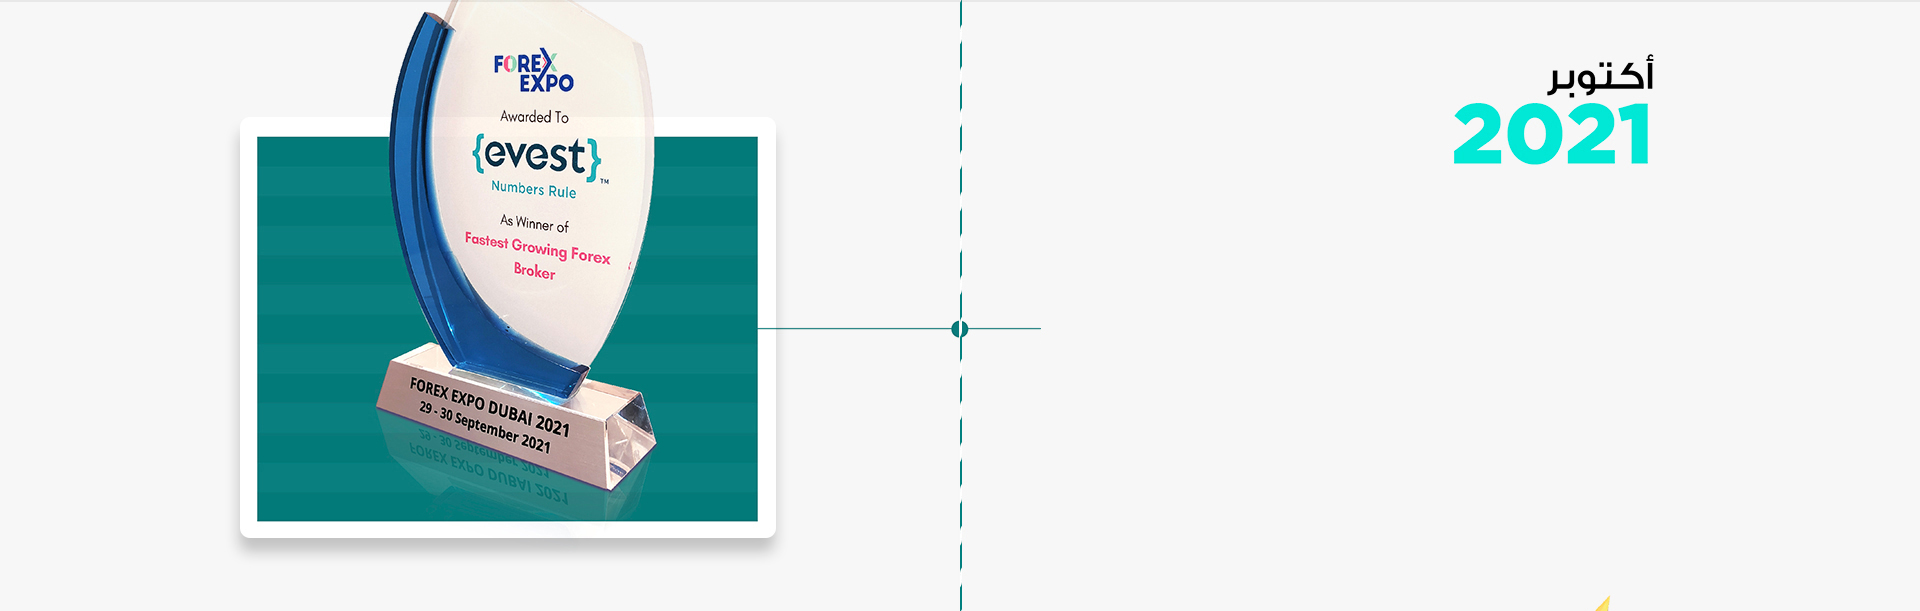 FOREX
EXPO
Awarded To
{evest}™
Numbers Rule
As Winner of
Fastest Growing Forex
Broker
FOREX EXPO DUBAI 2021
29 - 30 September 2021
أكتوبر
2021